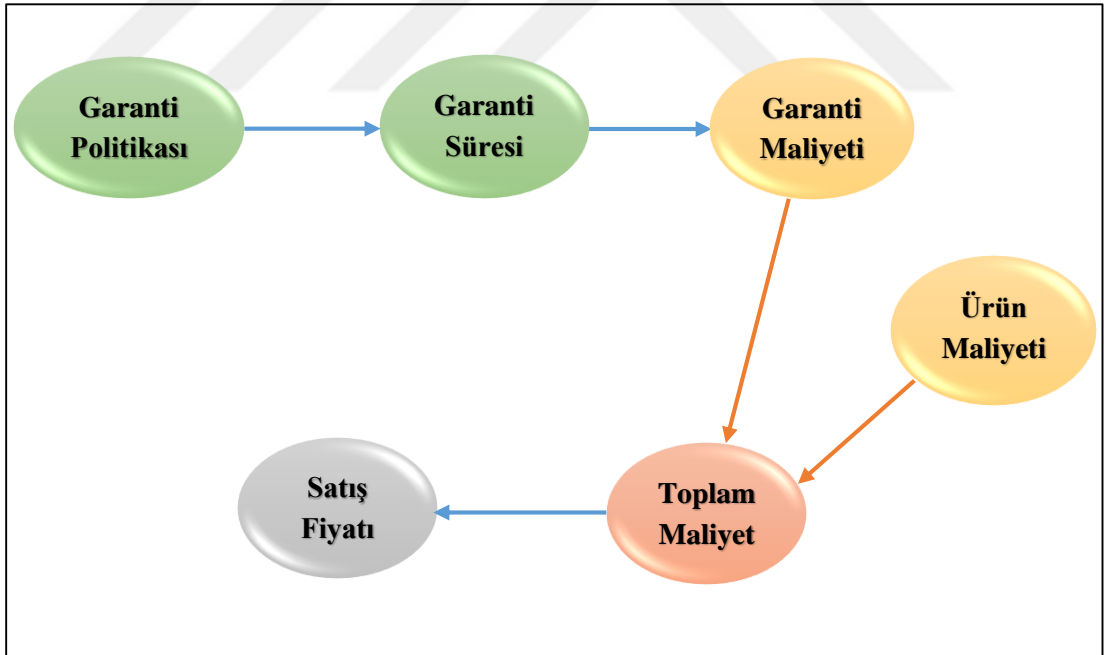 Garanti
Politikası
Garanti
Süresi
Garanti
Maliyeti
Ürün
Maliyeti
Satış
Fiyatı
Toplam
Maliyet